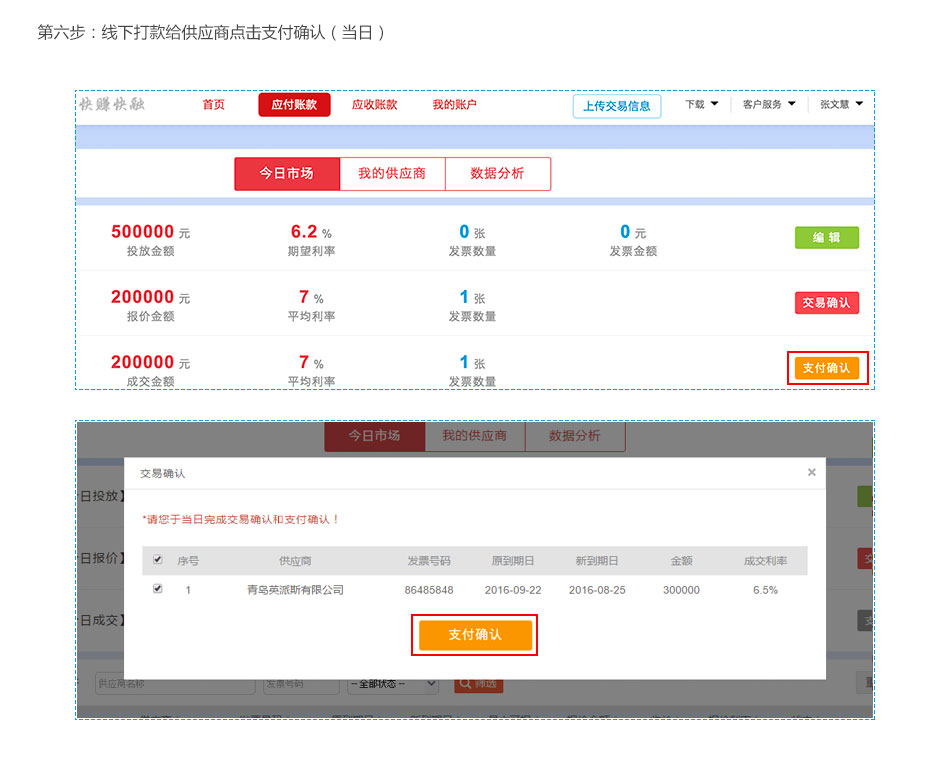 第六步：线下打款给供应商点击支付确认（当日）
快赚快融 首页 应付账款 应收账款 我的账户 上传交易信息 下载 客户服务 张文慧
今日市场 我的供应商 数据分析
500000 元 6.2 % 0 张 0 元 编 辑
投放金额 期望利率 发票数量 发票金额
200000 元 7 % 1 张 交易确认
报价金额 平均利率 发票数量
200000 元 7 % 1 张 支付确认
成交金额 平均利率 发票数量
今日市场 我的供应商 数据分析
交易确认 ×
日投放】
*请您于当日完成交易确认和支付确认！
日报价】
序号 供应商 发票号码 原到期日 新到期日 金额 成交利率
1 青岛英派斯有限公司 86485848 2016-09-22 2016-08-25 300000 6.5%
日成交】
支付确认
供应商名称 发票号码 -- 全部状态 -- 筛选